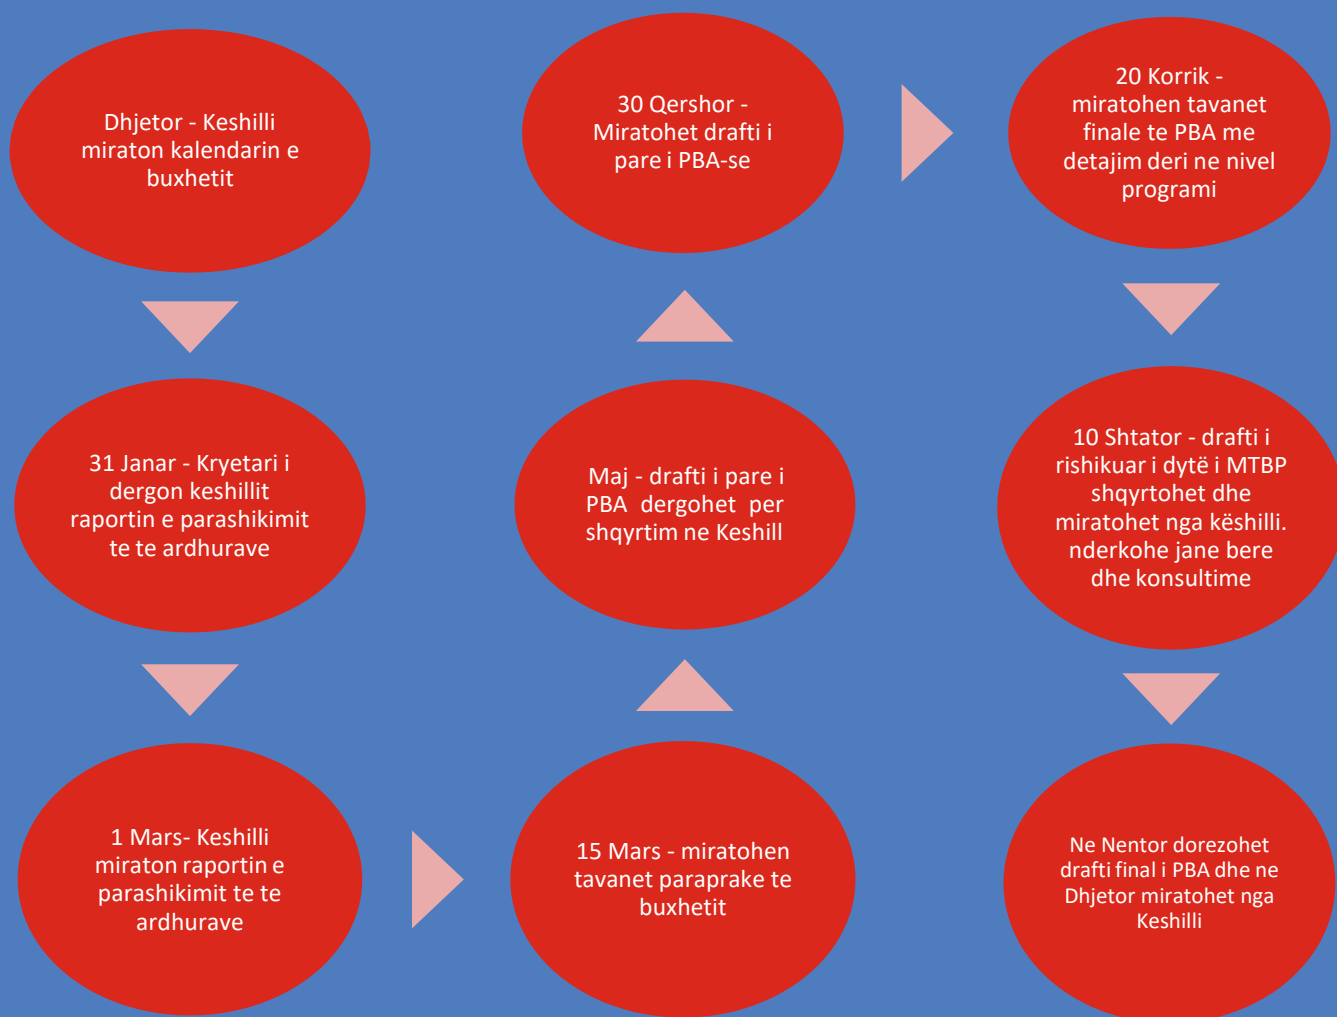 Dhjetor - Keshilli
miraton kalendarin e
buxhetit
31 Janar - Kryetari i
dergon keshillit
raportin e parashikimit
te te ardhurave
1 Mars- Keshilli
miraton raportin e
parashikimit te te
ardhurave
15 Mars - miratohen
tavanet paraprake te
buxhetit
Maj - drafti i pare i
PBA dergohet per
shqyrtim ne Keshill
30 Qershor -
Miratohet drafti i
pare i PBA-se
20 Korrik -
miratohen tavanet
finale te PBA me
detajim deri ne nivel
programi
10 Shtator - drafti i
rishikuar i dytë i MTBP
shqyrtohet dhe
miratohet nga këshilli.
nderkohe jane bere
dhe konsultime
Ne Nentor dorezohet
drafti final i PBA dhe ne
Dhjetor miratohet nga
Keshilli